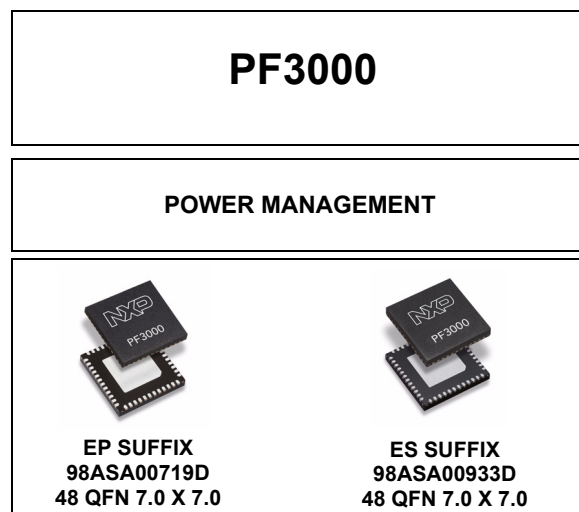 PF3000
POWER MANAGEMENT
NXP
PF3000
EP SUFFIX
98ASA00719D
48 QFN 7.0 X 7.0
NXP
PF3000
ES SUFFIX
98ASA00933D
48 QFN 7.0 X 7.0